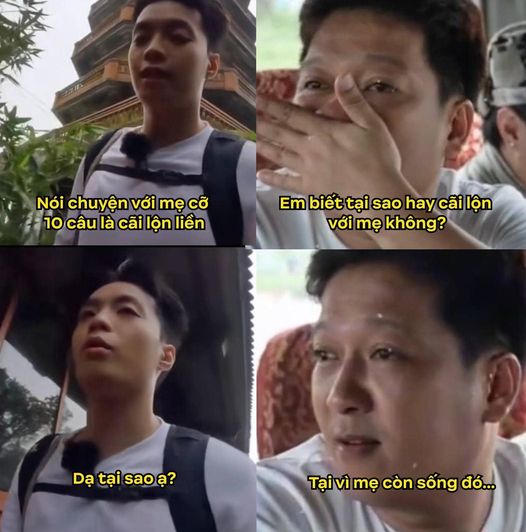 Nói chuyện với mẹ cỡ
10 câu là cãi lộn liền
Em biết tại sao hay cãi lộn
với mẹ không?
Dạ tại sao ạ?
Tại vì mẹ còn sống đó...